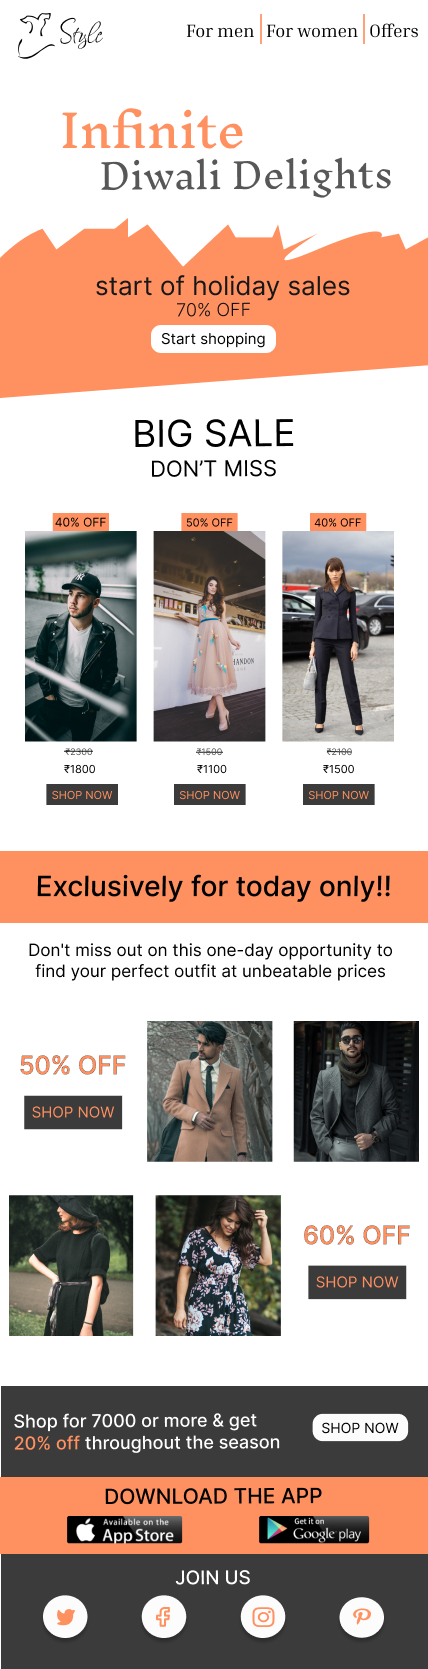 Style
For men | For women | Offers
Infinite
Diwali Delights
start of holiday sales
70% OFF
Start shopping
BIG SALE
DON'T MISS
40% OFF 50% OFF 40% OFF
HANDON
₹2300 ₹1500 ₹2100
₹1800 ₹1100 ₹1500
SHOP NOW SHOP NOW SHOP NOW
Exclusively for today only!!
Don't miss out on this one-day opportunity to
find your perfect outfit at unbeatable prices
50% OFF
SHOP NOW
60% OFF
SHOP NOW
Shop for 7000 or more & get
20% off throughout the season
SHOP NOW
DOWNLOAD THE APP
Available on the
App Store
Get it on
Google play
JOIN US